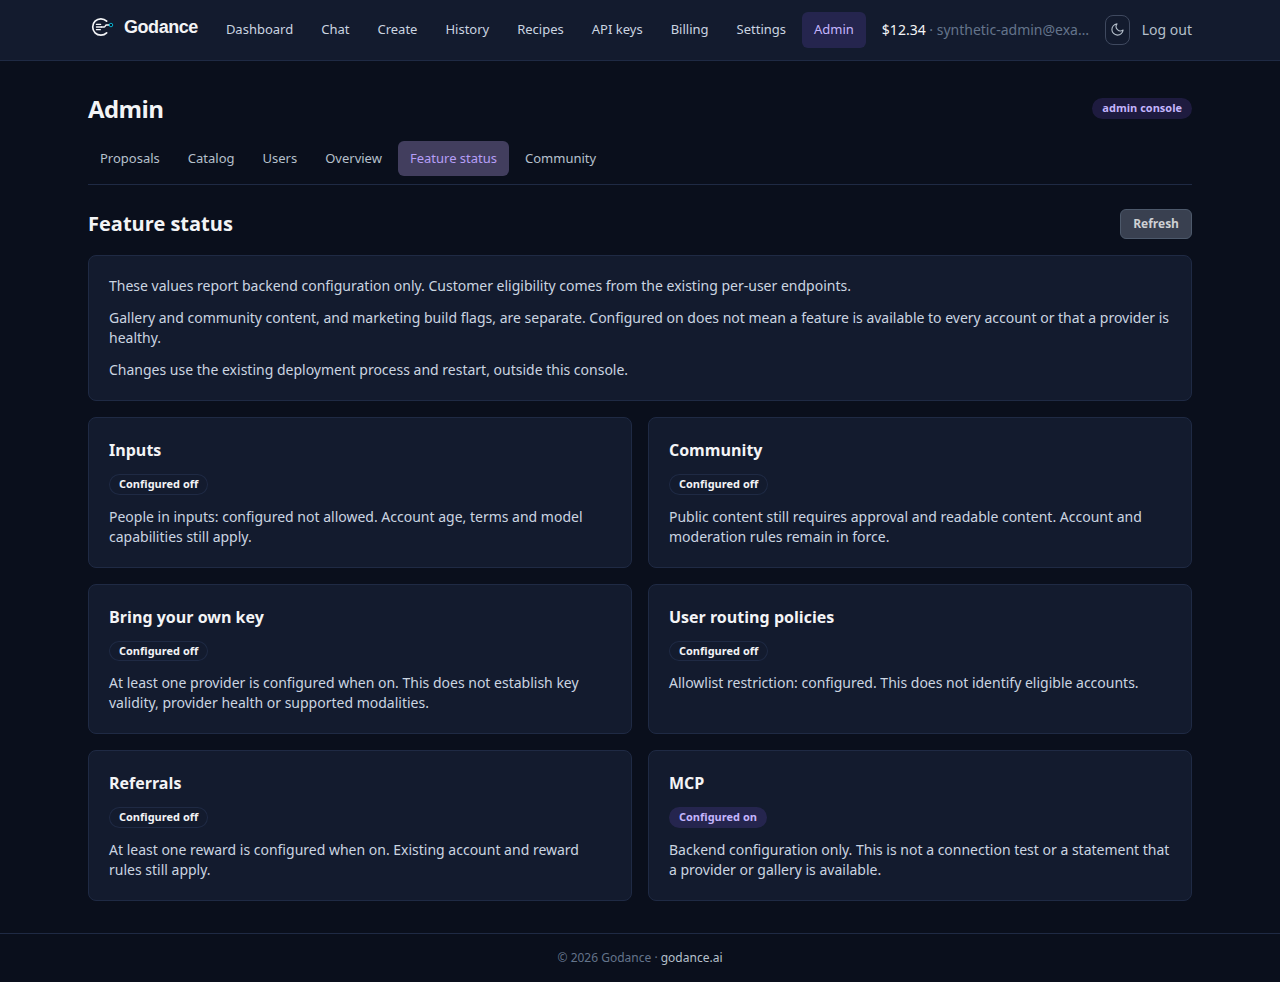 Godance
Dashboard
Chat
Create
History
Recipes
API keys
Billing
Settings
Admin
$12.34 · synthetic-admin@exa...
Log out
Admin
admin console
Proposals
Catalog
Users
Overview
Feature status
Community
Feature status
Refresh
These values report backend configuration only. Customer eligibility comes from the existing per-user endpoints.
Gallery and community content, and marketing build flags, are separate. Configured on does not mean a feature is available to every account or that a provider is
healthy.
Changes use the existing deployment process and restart, outside this console.
Inputs
Configured off
People in inputs: configured not allowed. Account age, terms and model
capabilities still apply.
Community
Configured off
Public content still requires approval and readable content. Account and
moderation rules remain in force.
Bring your own key
Configured off
At least one provider is configured when on. This does not establish key
validity, provider health or supported modalities.
User routing policies
Configured off
Allowlist restriction: configured. This does not identify eligible accounts.
Referrals
Configured off
At least one reward is configured when on. Existing account and reward
rules still apply.
MCP
Configured on
Backend configuration only. This is not a connection test or a statement that
a provider or gallery is available.
© 2026 Godance · godance.ai